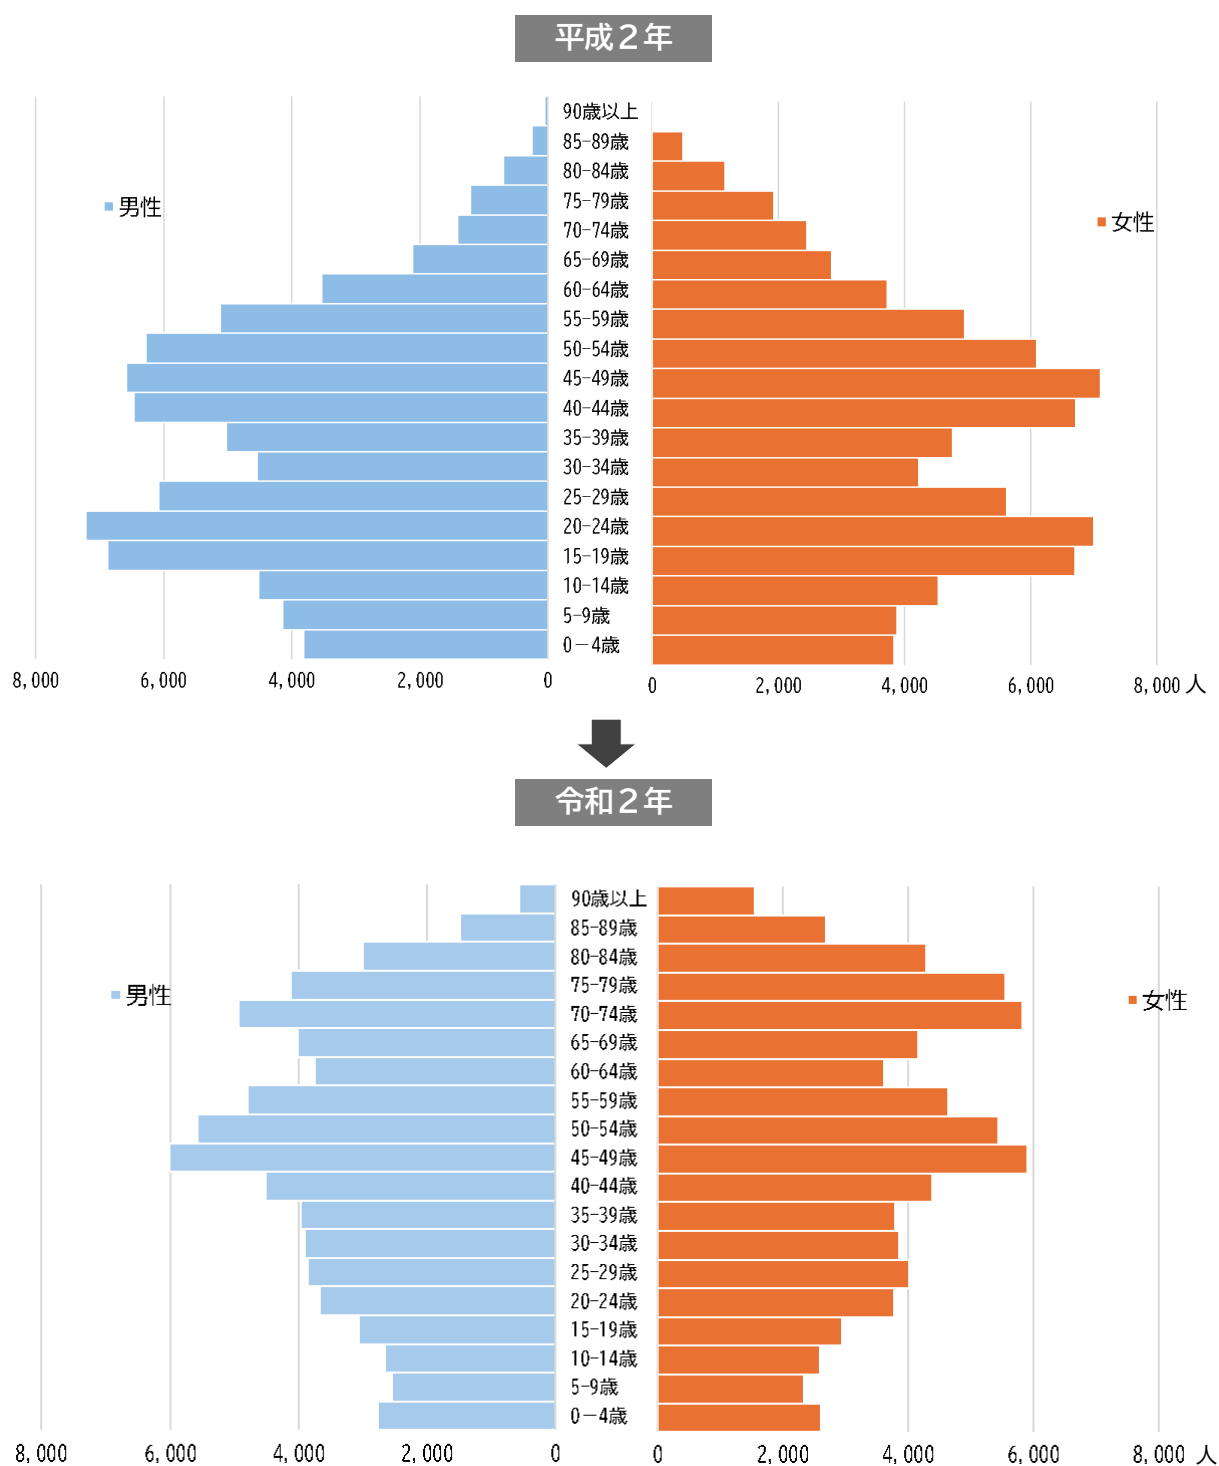 平成２年
90歳以上
85-89歳
80-84歳
75-79歳
男性
女性
70-74歳
65-69歳
60-64歳
55-59歳
50-54歳
45-49歳
40-44歳
35-39歳
30-34歳
25-29歳
20-24歳
15-19歳
10-14歳
5-9歳
0－4歳
8,000 6,000 4,000 2,000 0 0 2,000 4,000 6,000 8,000 人
令和２年
90歳以上
85-89歳
80-84歳
75-79歳
男性
女性
70-74歳
65-69歳
60-64歳
55-59歳
50-54歳
45-49歳
40-44歳
35-39歳
30-34歳
25-29歳
20-24歳
15-19歳
10-14歳
5-9歳
0－4歳
8,000 6,000 4,000 2,000 0 0 2,000 4,000 6,000 8,000 人